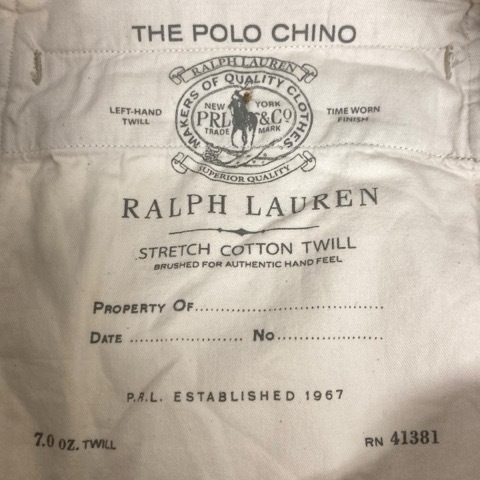 THE POLO CHINO
RALPH LAUREN
MAKERS OF QUALITY CLOTHES
LEFT-HAND
TWILL
NEW YORK
PRL &Cº
TRADE MARK
TIME WORN
FINISH
SUPERIOR QUALITY
RALPH LAUREN
STRETCH COTTON TWILL
BRUSHED FOR AUTHENTIC HAND FEEL
PROPERTY OF....................................
DATE ........................ No......................
P.R.L. ESTABLISHED 1967
7.0 OZ. TWILL
RN 41381